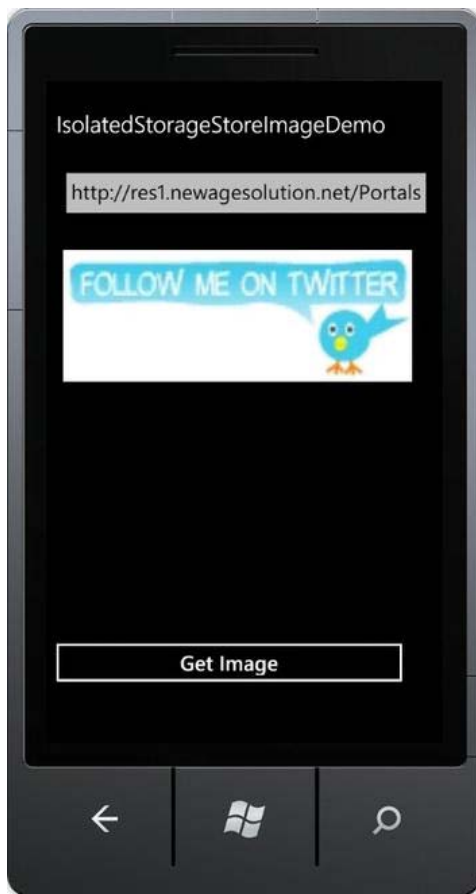 IsolatedStorageStoreImageDemo
http://res1.newagesolution.net/Portals
FOLLOW ME ON TWITTER
Get Image